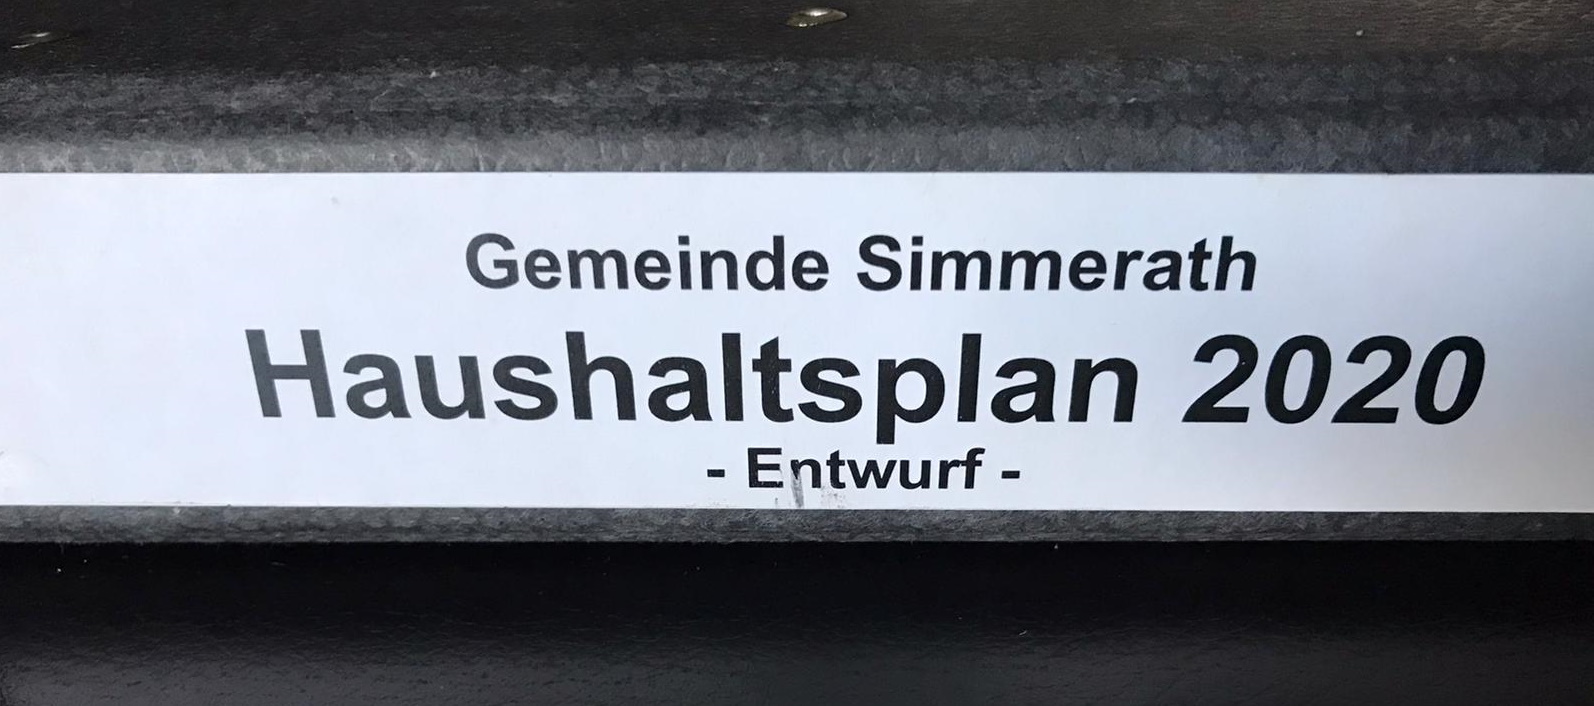 Gemeinde Simmerath
Haushaltsplan 2020
- Entwurf -